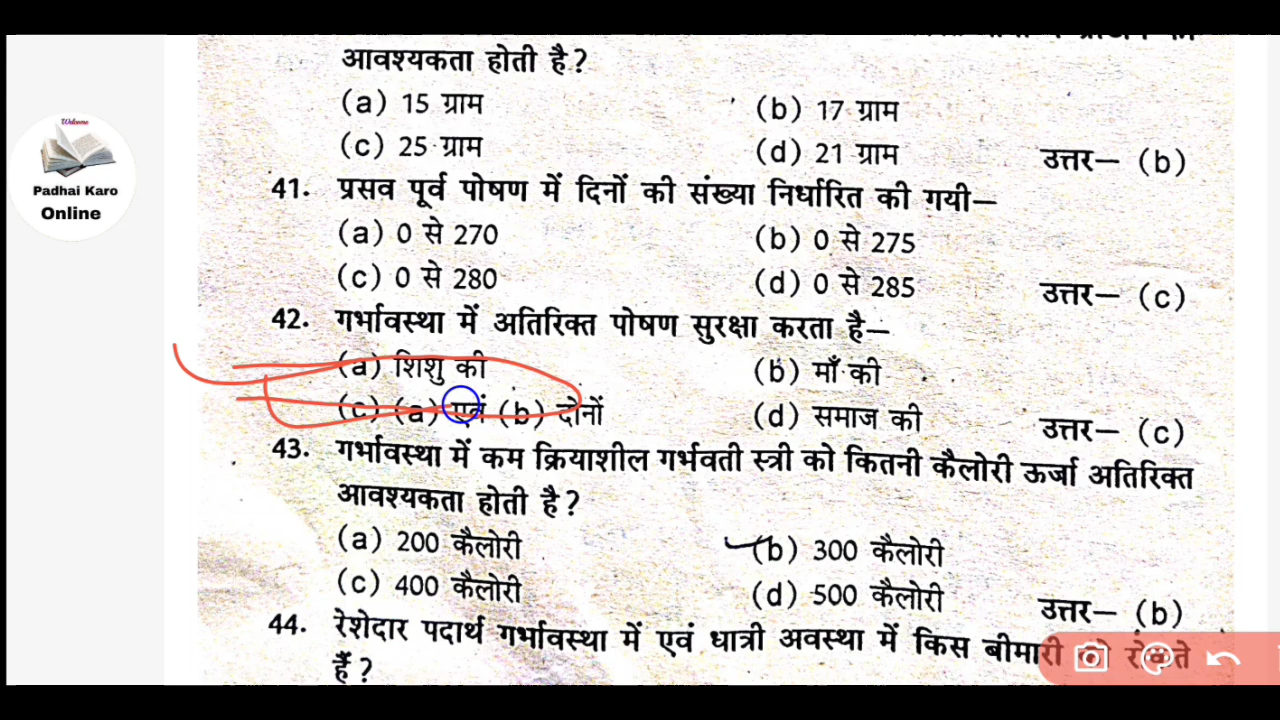 आवश्यकता होती है?
(a) 15 ग्राम (b) 17 ग्राम
(c) 25 ग्राम (d) 21 ग्राम उत्तर— (b)
41. प्रसव पूर्व पोषण में दिनों की संख्या निर्धारित की गयी—
(a) 0 से 270 (b) 0 से 275
(c) 0 से 280 (d) 0 से 285 उत्तर— (c)
42. गर्भावस्था में अतिरिक्त पोषण सुरक्षा करता है—
(a) शिशु की (b) माँ की
(c) (a) एवं (b) दोनों (d) समाज की उत्तर— (c)
43. गर्भावस्था में कम क्रियाशील गर्भवती स्त्री को कितनी कैलोरी ऊर्जा अतिरिक्त
आवश्यकता होती है?
(a) 200 कैलोरी (b) 300 कैलोरी
(c) 400 कैलोरी (d) 500 कैलोरी उत्तर— (b)
44. रेशेदार पदार्थ गर्भावस्था में एवं धात्री अवस्था में किस बीमारी को रोकते
हैं?
Welcome
Padhai Karo
Online